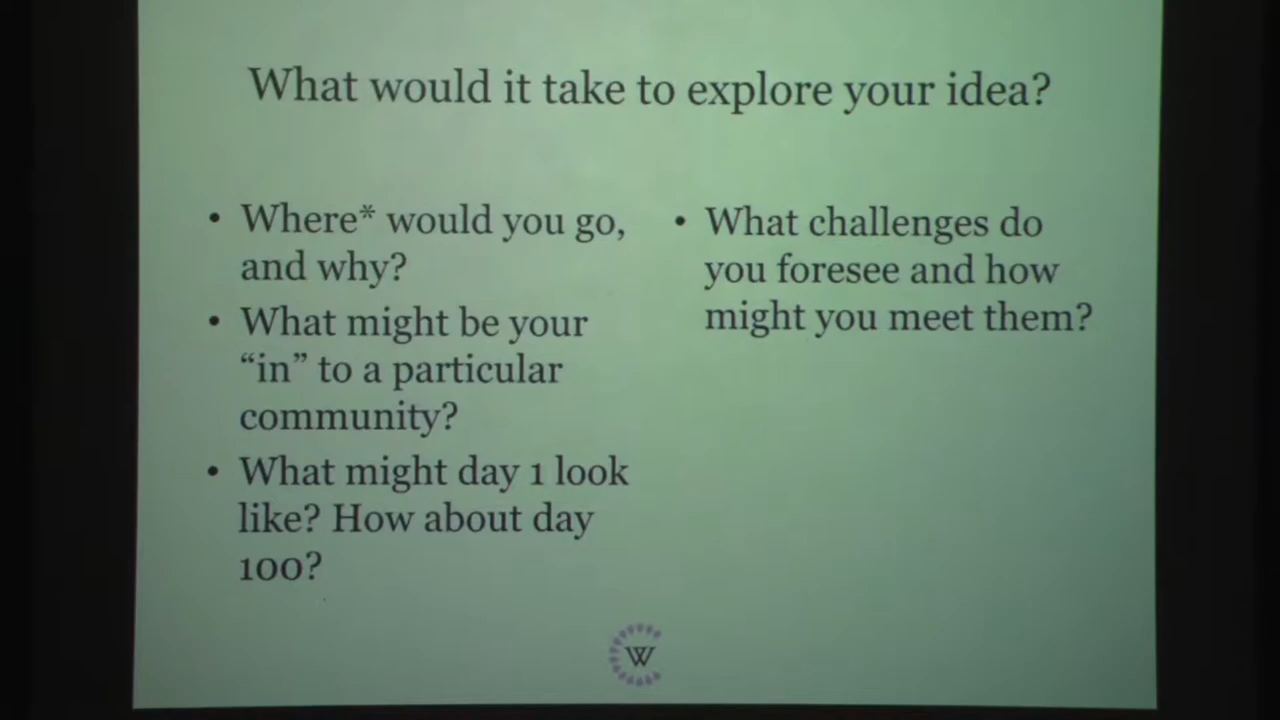 What would it take to explore your idea?
• Where* would you go,
and why?
• What might be your
“in” to a particular
community?
• What might day 1 look
like? How about day
100?
• What challenges do
you foresee and how
might you meet them?
W